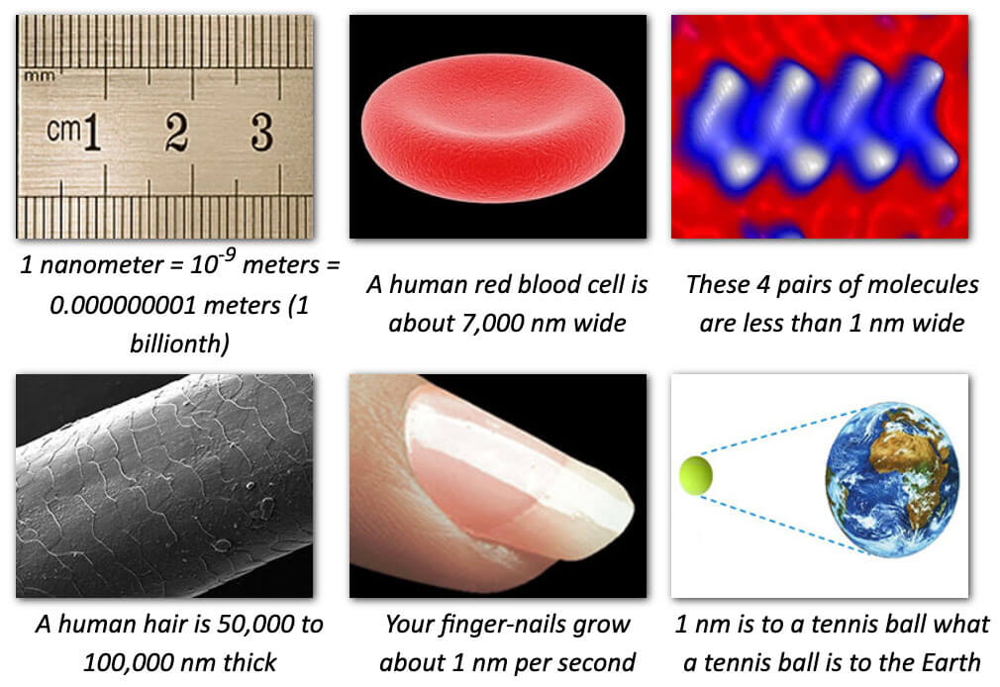 mm
cm 1 2 3
1 nanometer = 10⁻⁹ meters =
0.000000001 meters (1
billionth)
A human red blood cell is
about 7,000 nm wide
These 4 pairs of molecules
are less than 1 nm wide
A human hair is 50,000 to
100,000 nm thick
Your finger-nails grow
about 1 nm per second
1 nm is to a tennis ball what
a tennis ball is to the Earth